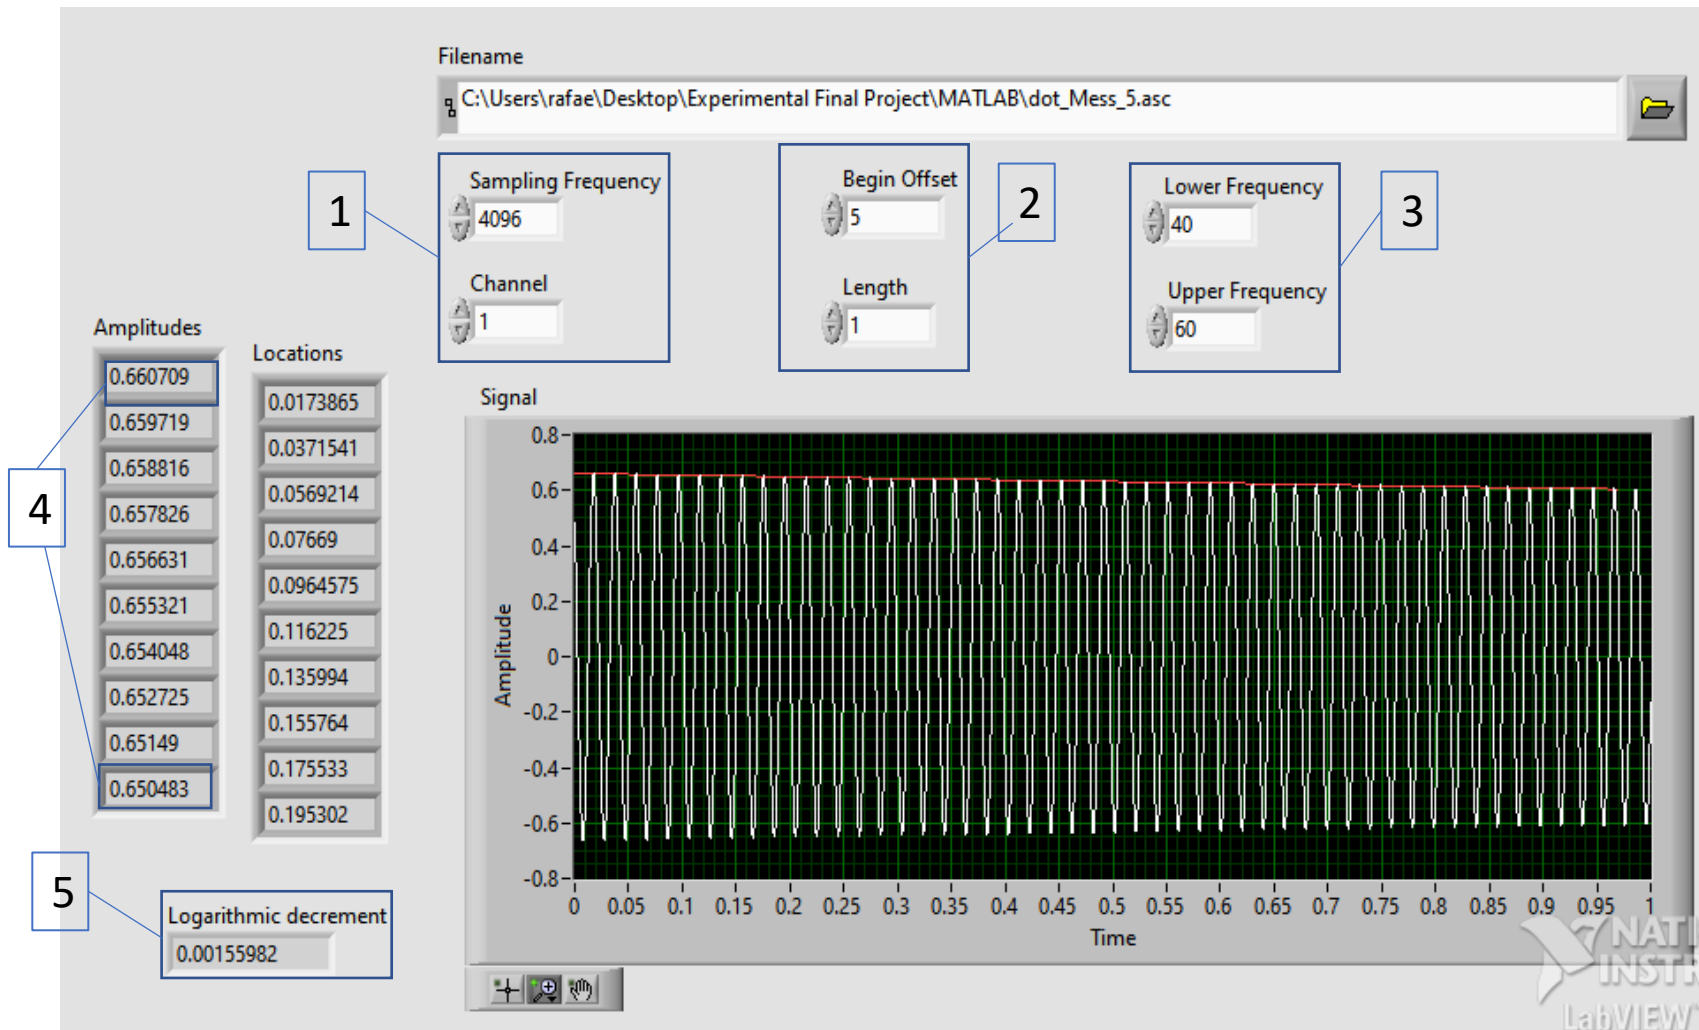 Filename
C:\Users\rafae\Desktop\Experimental Final Project\MATLAB\dot_Mess_5.asc
1
Sampling Frequency
4096
Channel
1
Begin Offset
5
Length
1
2
Lower Frequency
40
Upper Frequency
60
3
Amplitudes
0.660709
0.659719
0.658816
0.657826
0.656631
0.655321
0.654048
0.652725
0.65149
0.650483
Locations
0.0173865
0.0371541
0.0569214
0.07669
0.0964575
0.116225
0.135994
0.155764
0.175533
0.195302
4
5
Logarithmic decrement
0.00155982
Signal
Amplitude
0.8
0.6
0.4
0.2
0
-0.2
-0.4
-0.6
-0.8
0 0.05 0.1 0.15 0.2 0.25 0.3 0.35 0.4 0.45 0.5 0.55 0.6 0.65 0.7 0.75 0.8 0.85 0.9 0.95 1
Time
NATI
INSTR
LabVIEW